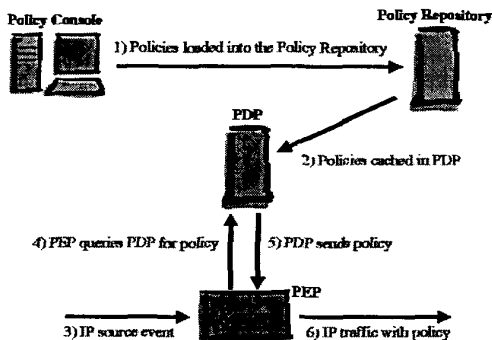 Policy Console
Policy Repository
1) Policies loaded into the Policy Repository
PDP
2) Policies cached in PDP
4) PEP queries PDP for policy
5) PDP sends policy
PEP
3) IP source event
6) IP traffic with policy